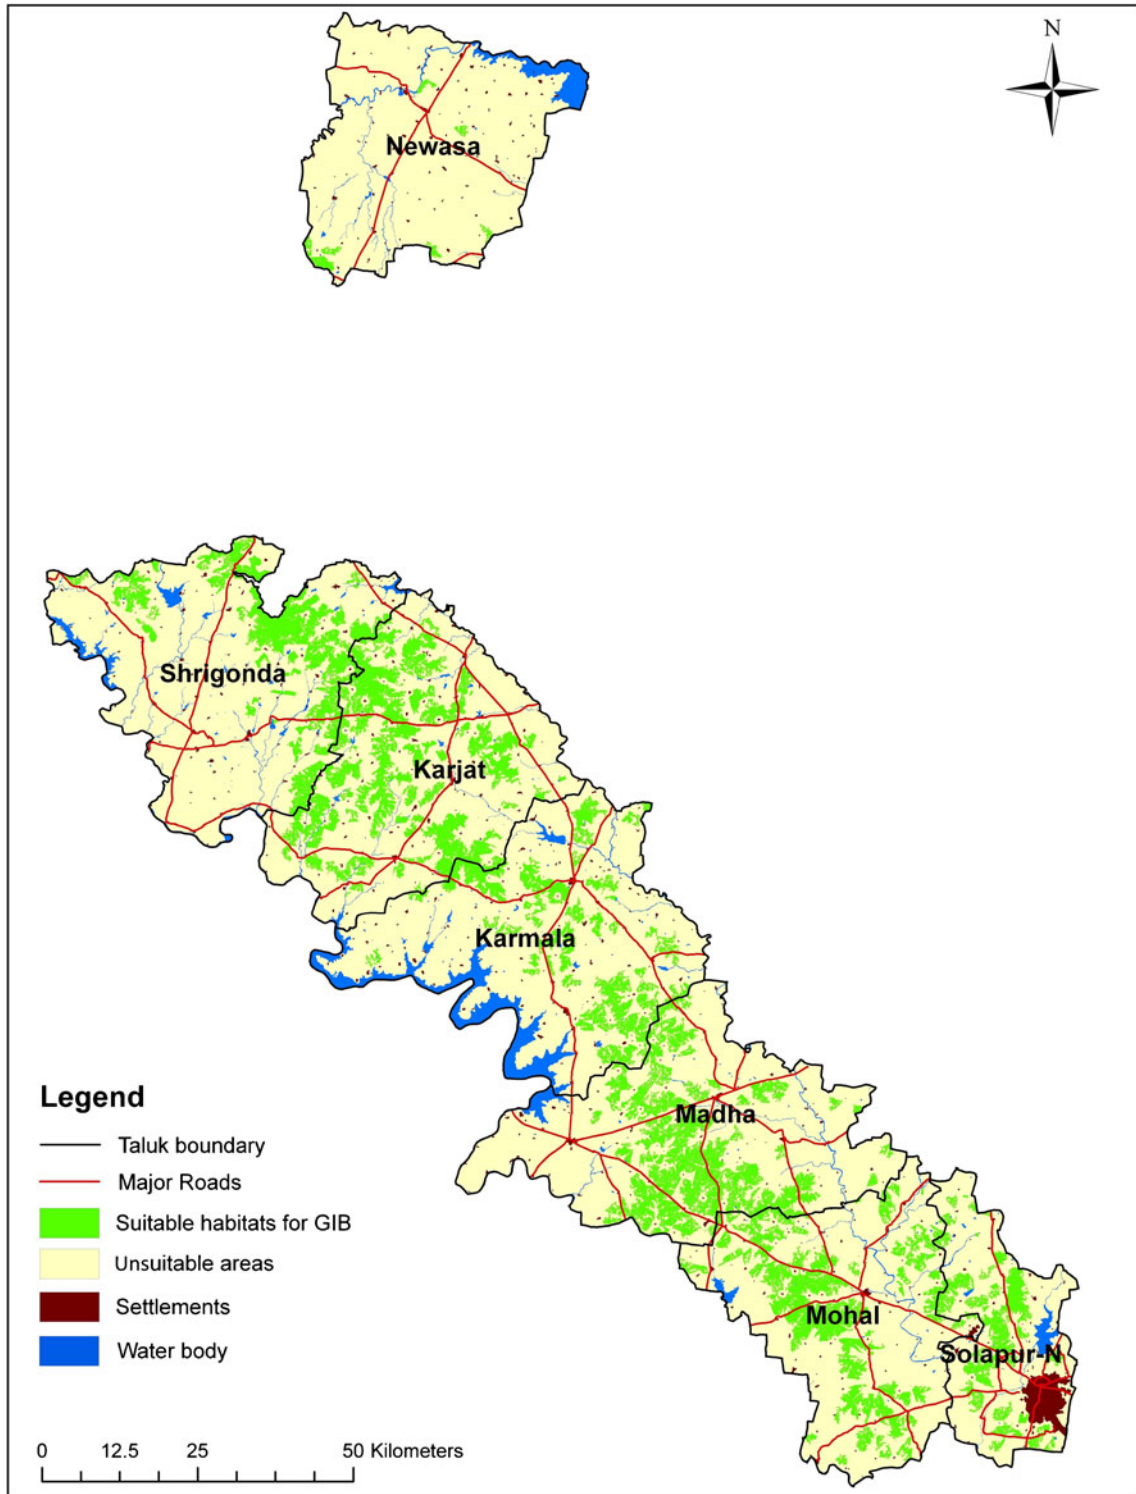 N
Newasa
Shrigonda
Karjat
Karmala
Madha
Mohal
Solapur-N
Legend
Taluk boundary
Major Roads
Suitable habitats for GIB
Unsuitable areas
Settlements
Water body
0 12.5 25 50 Kilometers